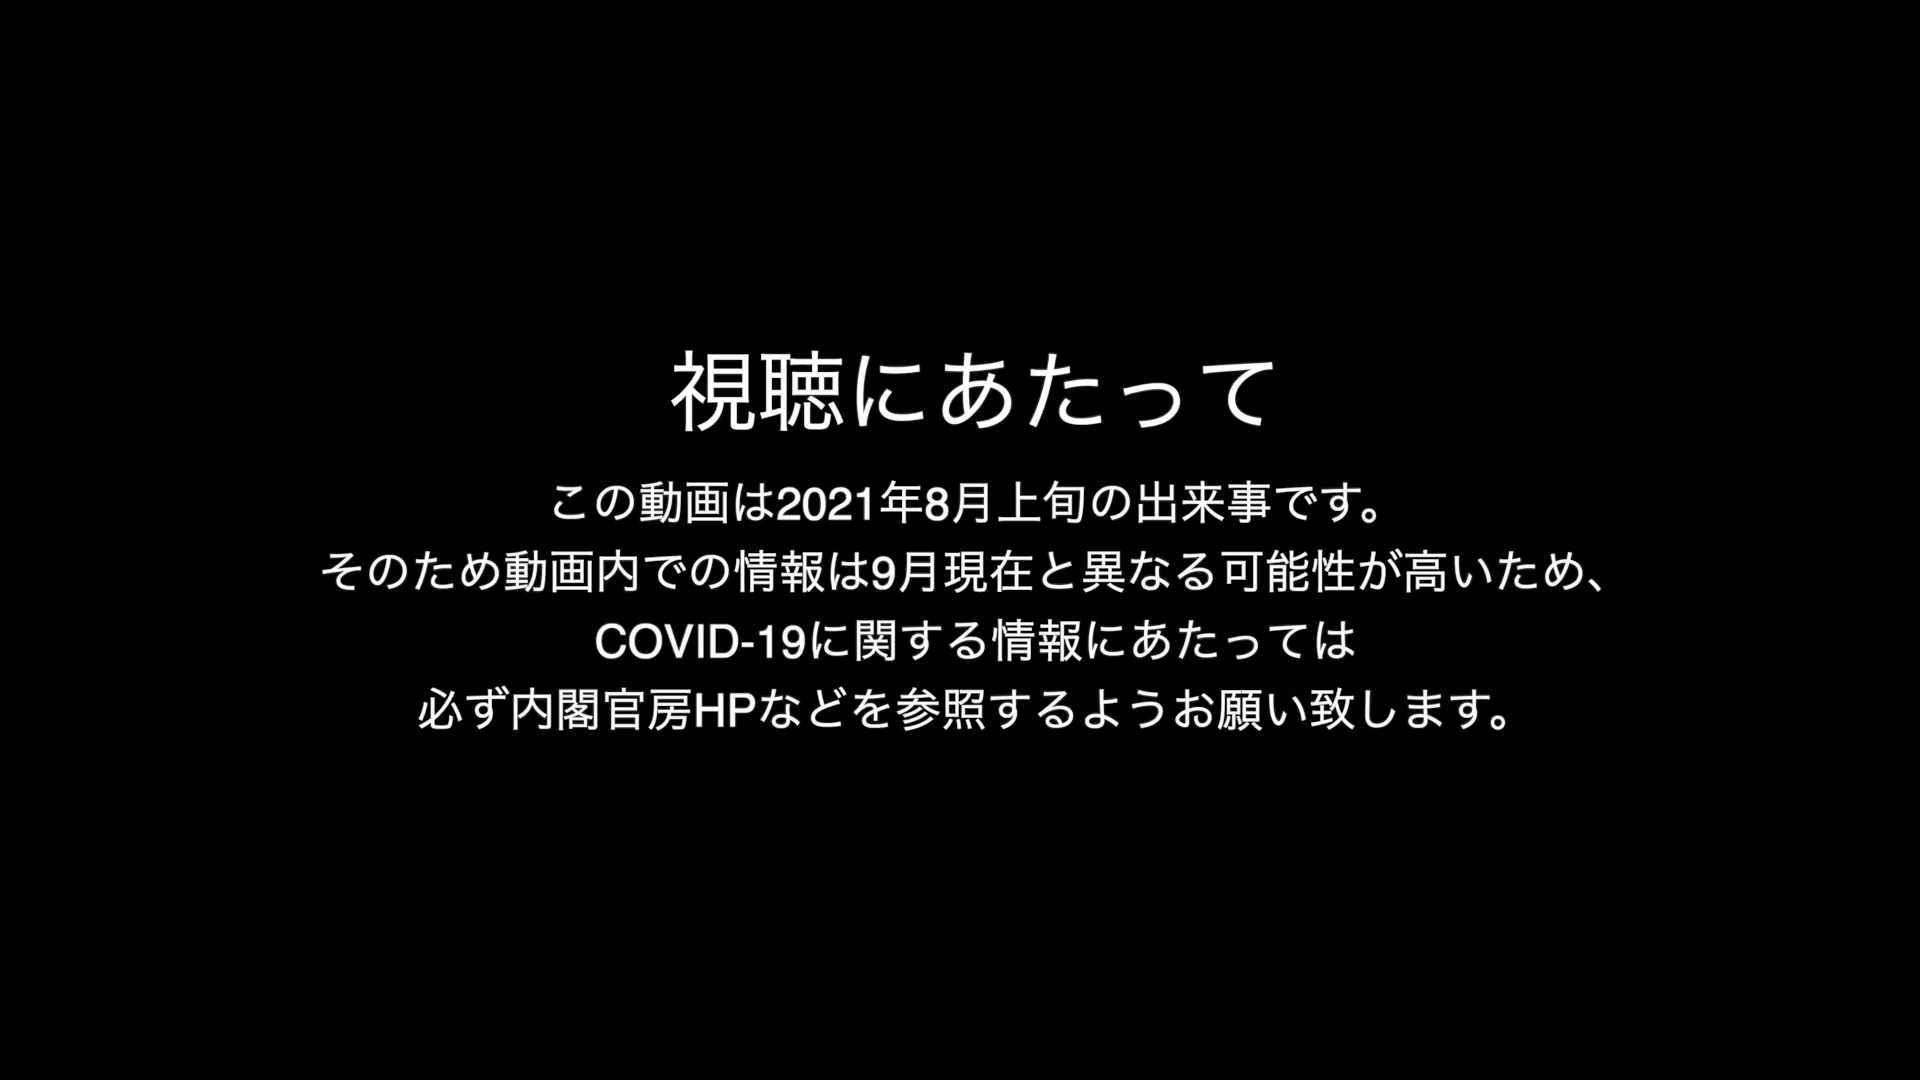 視聴にあたって
この動画は2021年8月上旬の出来事です。
そのため動画内での情報は9月現在と異なる可能性が高いため、
COVID-19に関する情報にあたっては
必ず内閣官房HPなどを参照するようお願い致します。